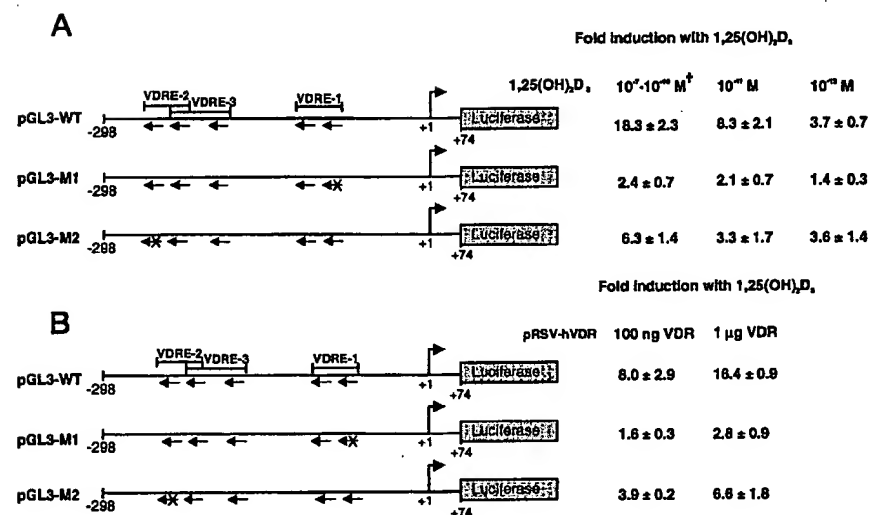 A
Fold induction with 1,25(OH)₂D₃
1,25(OH)₂D₃ 10⁻⁷-10⁻¹⁰ M† 10⁻¹¹ M 10⁻¹³ M
VDRE-2 VDRE-3 VDRE-1
pGL3-WT -298 +1 +74 Luciferase 18.3 ± 2.3 8.3 ± 2.1 3.7 ± 0.7
pGL3-M1 -298 +1 +74 Luciferase 2.4 ± 0.7 2.1 ± 0.7 1.4 ± 0.3
pGL3-M2 -298 +1 +74 Luciferase 6.3 ± 1.4 3.3 ± 1.7 3.6 ± 1.4
Fold induction with 1,25(OH)₂D₃
B
pRSV-hVDR 100 ng VDR 1 µg VDR
VDRE-2 VDRE-3 VDRE-1
pGL3-WT -298 +1 +74 Luciferase 8.0 ± 2.9 16.4 ± 0.9
pGL3-M1 -298 +1 +74 Luciferase 1.6 ± 0.3 2.8 ± 0.9
pGL3-M2 -298 +1 +74 Luciferase 3.9 ± 0.2 6.6 ± 1.8